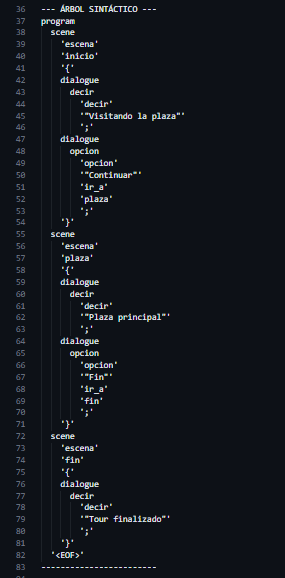 36 --- ÁRBOL SINTÁCTICO ---
37 program
38 scene
39 'escena'
40 'inicio'
41 '{'
42 dialogue
43 decir
44 'decir'
45 '"Visitando la plaza"'
46 ';'
47 dialogue
48 opcion
49 'opcion'
50 '"Continuar"'
51 'ir_a'
52 'plaza'
53 ';'
54 '}'
55 scene
56 'escena'
57 'plaza'
58 '{'
59 dialogue
60 decir
61 'decir'
62 '"Plaza principal"'
63 ';'
64 dialogue
65 opcion
66 'opcion'
67 '"Fin"'
68 'ir_a'
69 'fin'
70 ';'
71 '}'
72 scene
73 'escena'
74 'fin'
75 '{'
76 dialogue
77 decir
78 'decir'
79 '"Tour finalizado"'
80 ';'
81 '}'
82 '<EOF>'
83 -------------------------